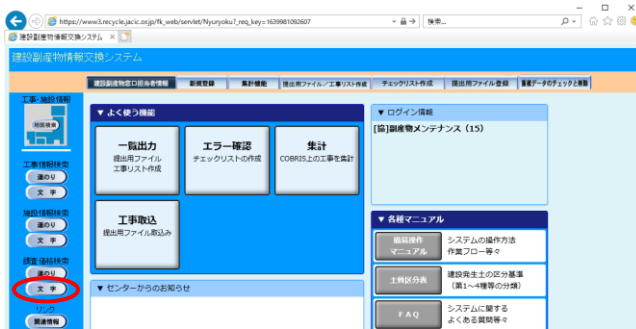 https://www3.recycle.jacic.or.jp/fk_web/servlet/Nyuryoku?_req_key=1639981092607
検索...
建設副産物情報交換システム
建設副産物情報交換システム
建設副産物窓口担当者情報 新規登録 集計機能 提出用ファイル/工事リスト作成 チェックリスト作成 提出用ファイル登録 重複データのチェックと削除
工事・施設情報
地図検索
工事情報検索
道のり
文 字
施設情報検索
道のり
文 字
調査価格検索
道のり
文 字
リンク
関連情報
▼ よく使う機能
一覧出力
提出用ファイル
工事リスト作成
エラー確認
チェックリストの作成
集計
COBRIS上の工事を集計
工事取込
提出用ファイル取込み
▼ センターからのお知らせ
▼ ログイン情報
[協]副産物メンテナンス（15）
▼ 各種マニュアル
簡易操作
マニュアル
システムの操作方法
作業フロー等々
土質区分表
建設発生土の区分基準
（第1～4種等の分類）
FAQ
システムに関する
よくある質問等々